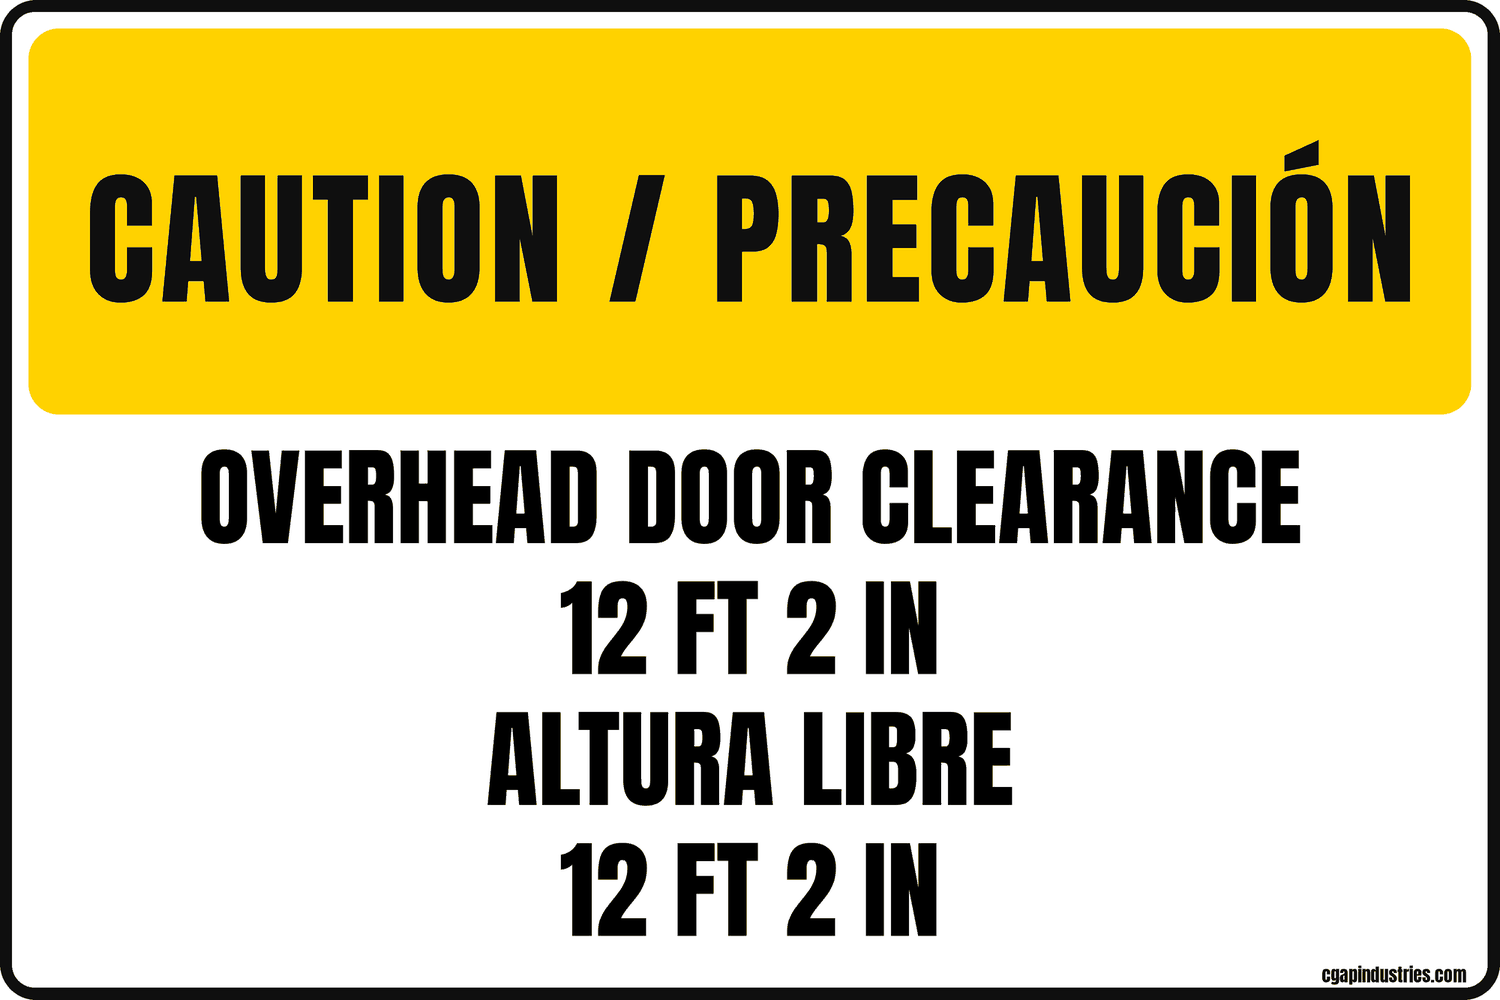 CAUTION / PRECAUCIÓN
OVERHEAD DOOR CLEARANCE
12 FT 2 IN
ALTURA LIBRE
12 FT 2 IN
cgapindustries.com